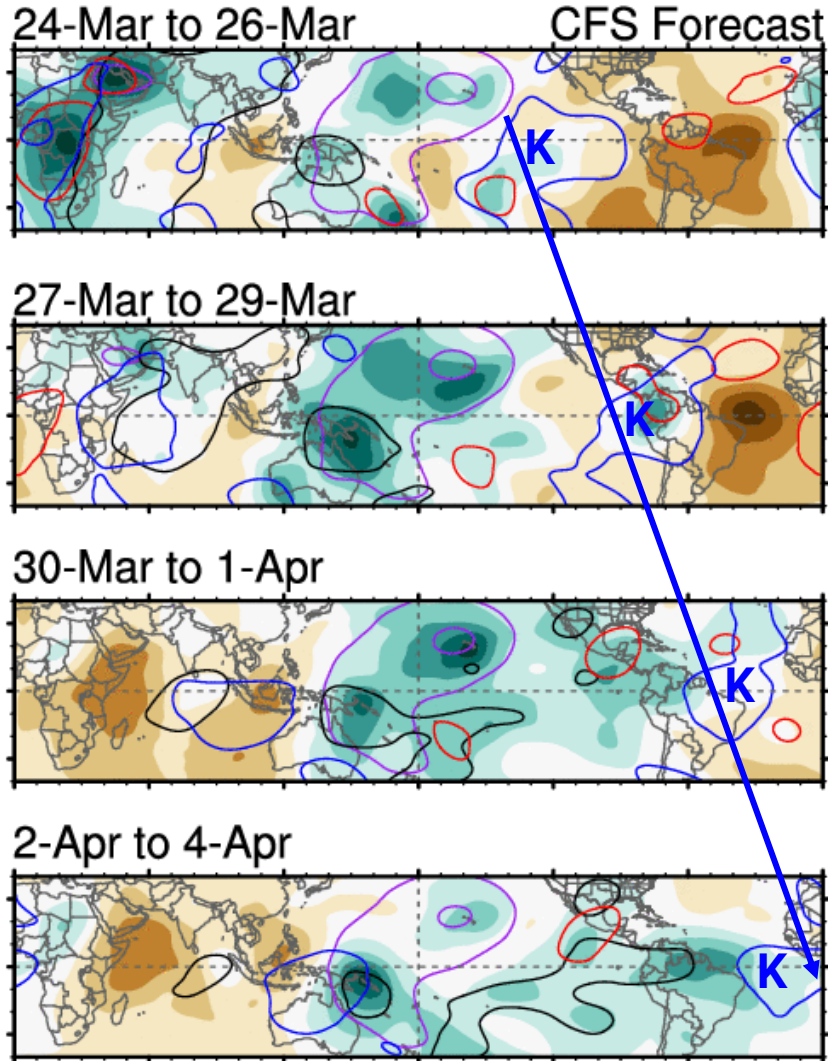 24-Mar to 26-Mar CFS Forecast
K
27-Mar to 29-Mar
K
30-Mar to 1-Apr
K
2-Apr to 4-Apr
K